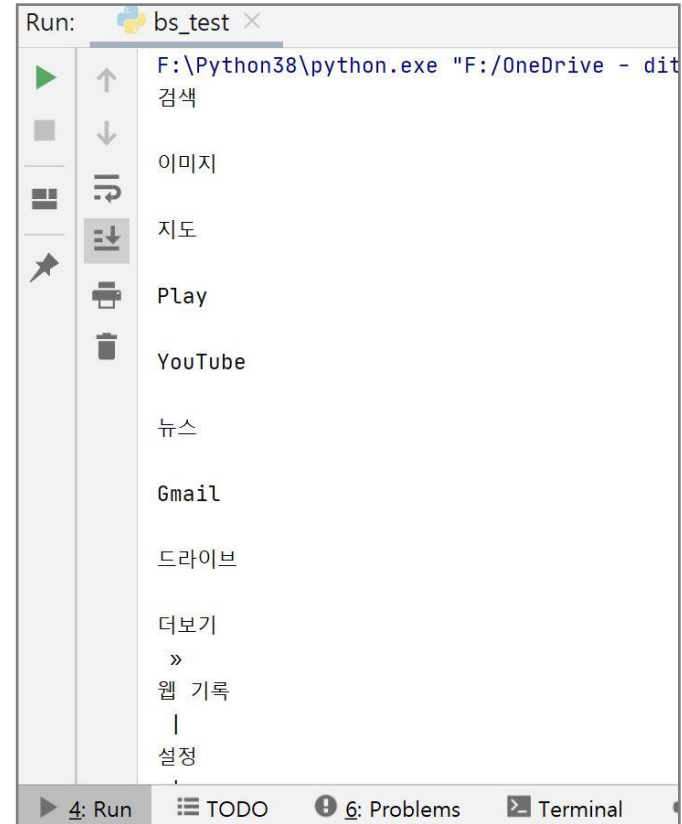 Run: bs_test
F:\Python38\python.exe "F:/OneDrive - dit
검색
이미지
지도
Play
YouTube
뉴스
Gmail
드라이브
더보기
»
웹 기록
|
설정
4: Run TODO 6: Problems Terminal